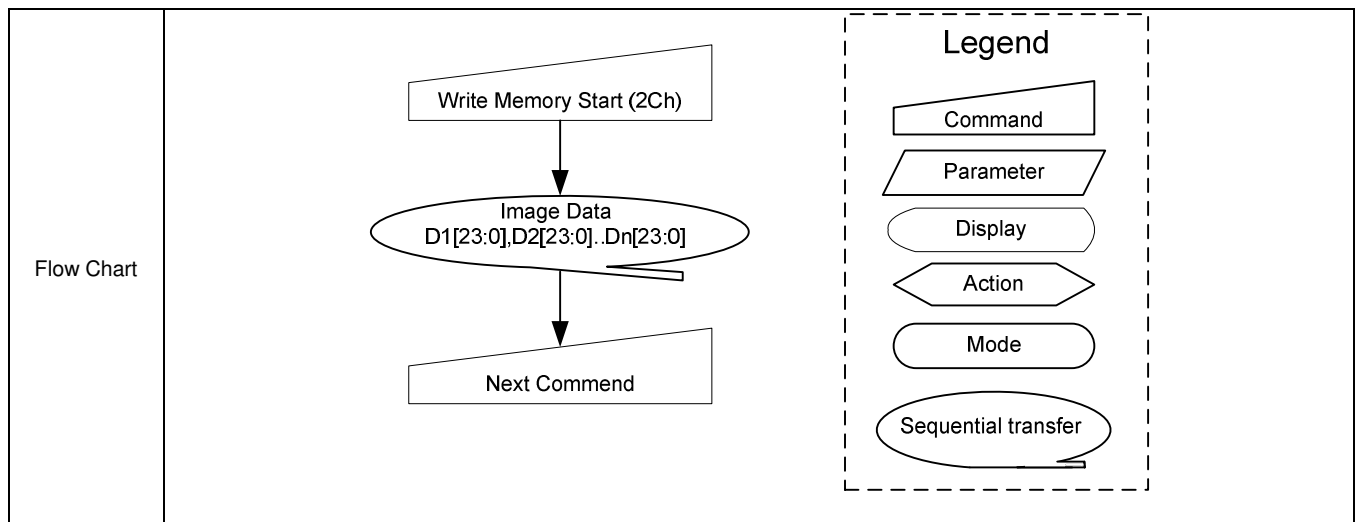 Flow Chart
Write Memory Start (2Ch)
Image Data
D1[23:0],D2[23:0]..Dn[23:0]
Next Commend
Legend
Command
Parameter
Display
Action
Mode
Sequential transfer